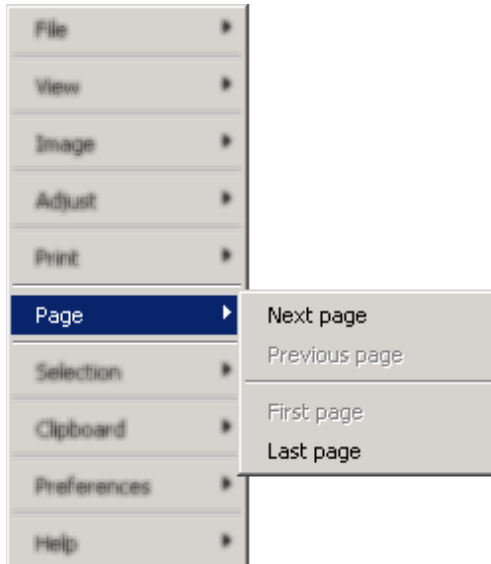 File
View
Image
Adjust
Print
Page
Next page
Previous page
First page
Last page
Selection
Clipboard
Preferences
Help